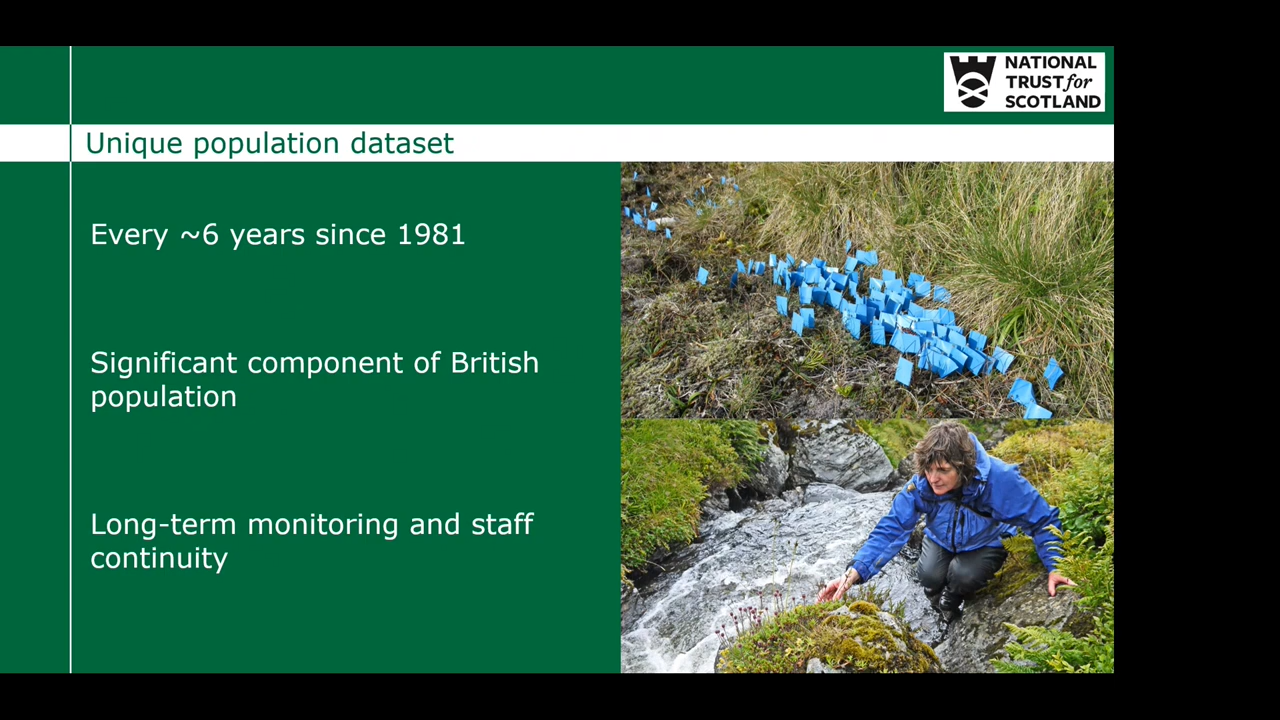 NATIONAL
TRUST for
SCOTLAND
Unique population dataset
Every ~6 years since 1981
Significant component of British
population
Long-term monitoring and staff
continuity